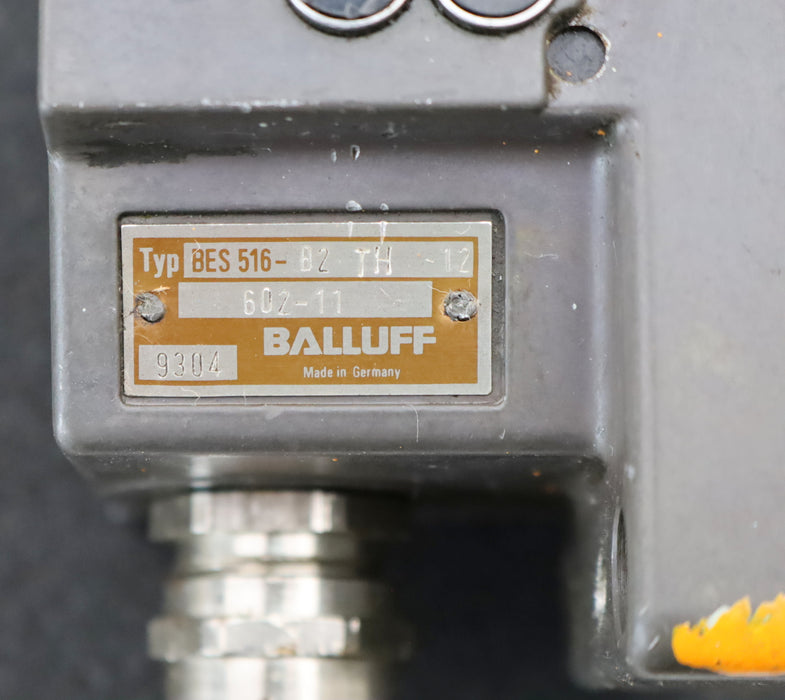 Typ BES 516- B2 TH -12
602-11
BALLUFF
9304
Made in Germany